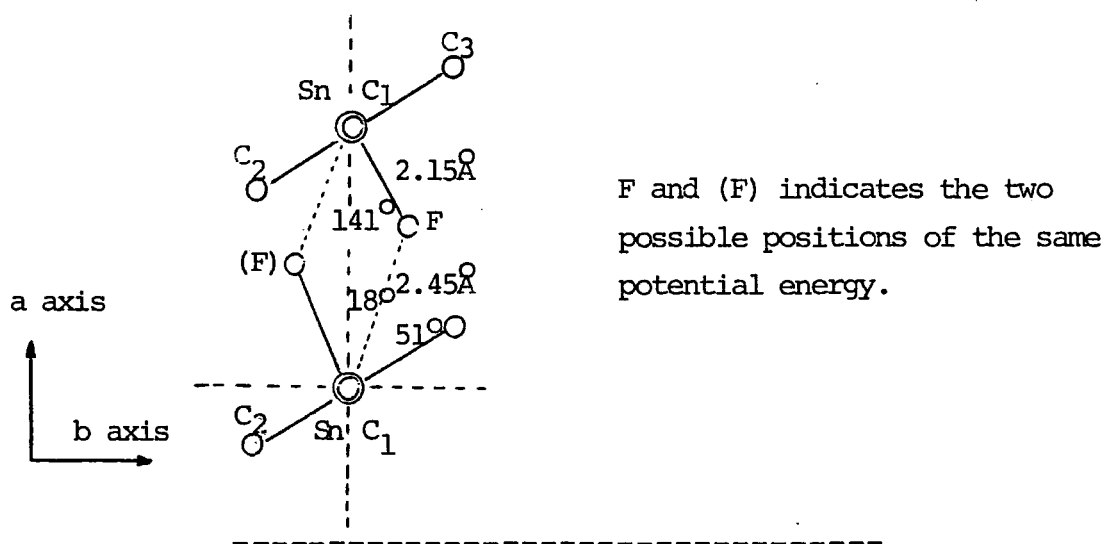 C3
Sn C1
C2
2.15Å
141° F
(F)
2.45Å
18°
51°
C2
Sn C1
a axis
b axis
F and (F) indicates the two
possible positions of the same
potential energy.